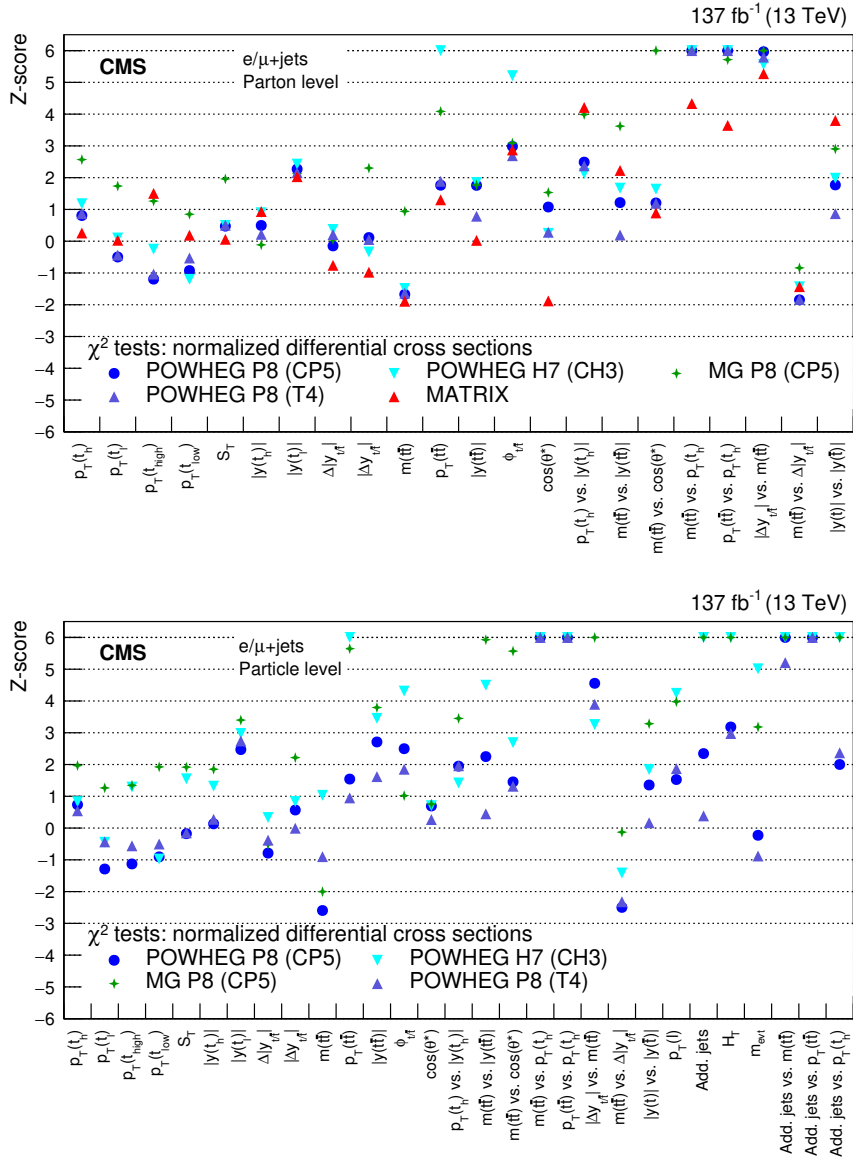 137 fb⁻¹ (13 TeV)
CMS
e/μ+jets
Parton level
Z-score
6
5
4
3
2
1
0
−1
−2
−3
−4
−5
−6
χ² tests: normalized differential cross sections
POWHEG P8 (CP5) POWHEG H7 (CH3) MG P8 (CP5)
POWHEG P8 (T4) MATRIX
p_T(t_h)
p_T(t_l)
p_T(t_high)
p_T(t_low)
S_T
|y(t_h)|
|y(t_l)|
Δ|y_t/t̄|
|Δy_t/t̄|
m(tt̄)
p_T(tt̄)
|y(tt̄)|
ϕ_t/t̄
cos(θ*)
p_T(t_h) vs. |y(t_h)|
m(tt̄) vs. |y(tt̄)|
m(tt̄) vs. cos(θ*)
m(tt̄) vs. p_T(t_h)
p_T(tt̄) vs. p_T(t_h)
|Δy_t/t̄| vs. m(tt̄)
m(tt̄) vs. Δ|y_t/t̄|
|y(t)| vs. |y(t̄)|
137 fb⁻¹ (13 TeV)
CMS
e/μ+jets
Particle level
Z-score
6
5
4
3
2
1
0
−1
−2
−3
−4
−5
−6
χ² tests: normalized differential cross sections
POWHEG P8 (CP5) POWHEG H7 (CH3)
MG P8 (CP5) POWHEG P8 (T4)
p_T(t_h)
p_T(t_l)
p_T(t_high)
p_T(t_low)
S_T
|y(t_h)|
|y(t_l)|
Δ|y_t/t̄|
|Δy_t/t̄|
m(tt̄)
p_T(tt̄)
|y(tt̄)|
ϕ_t/t̄
cos(θ*)
p_T(t_h) vs. |y(t_h)|
m(tt̄) vs. |y(tt̄)|
m(tt̄) vs. cos(θ*)
m(tt̄) vs. p_T(t_h)
p_T(tt̄) vs. p_T(t_h)
|Δy_t/t̄| vs. m(tt̄)
m(tt̄) vs. Δ|y_t/t̄|
|y(t)| vs. |y(t̄)|
p_T(l)
Add. jets
H_T
m_evt
Add. jets vs. m(tt̄)
Add. jets vs. p_T(tt̄)
Add. jets vs. p_T(t_h)